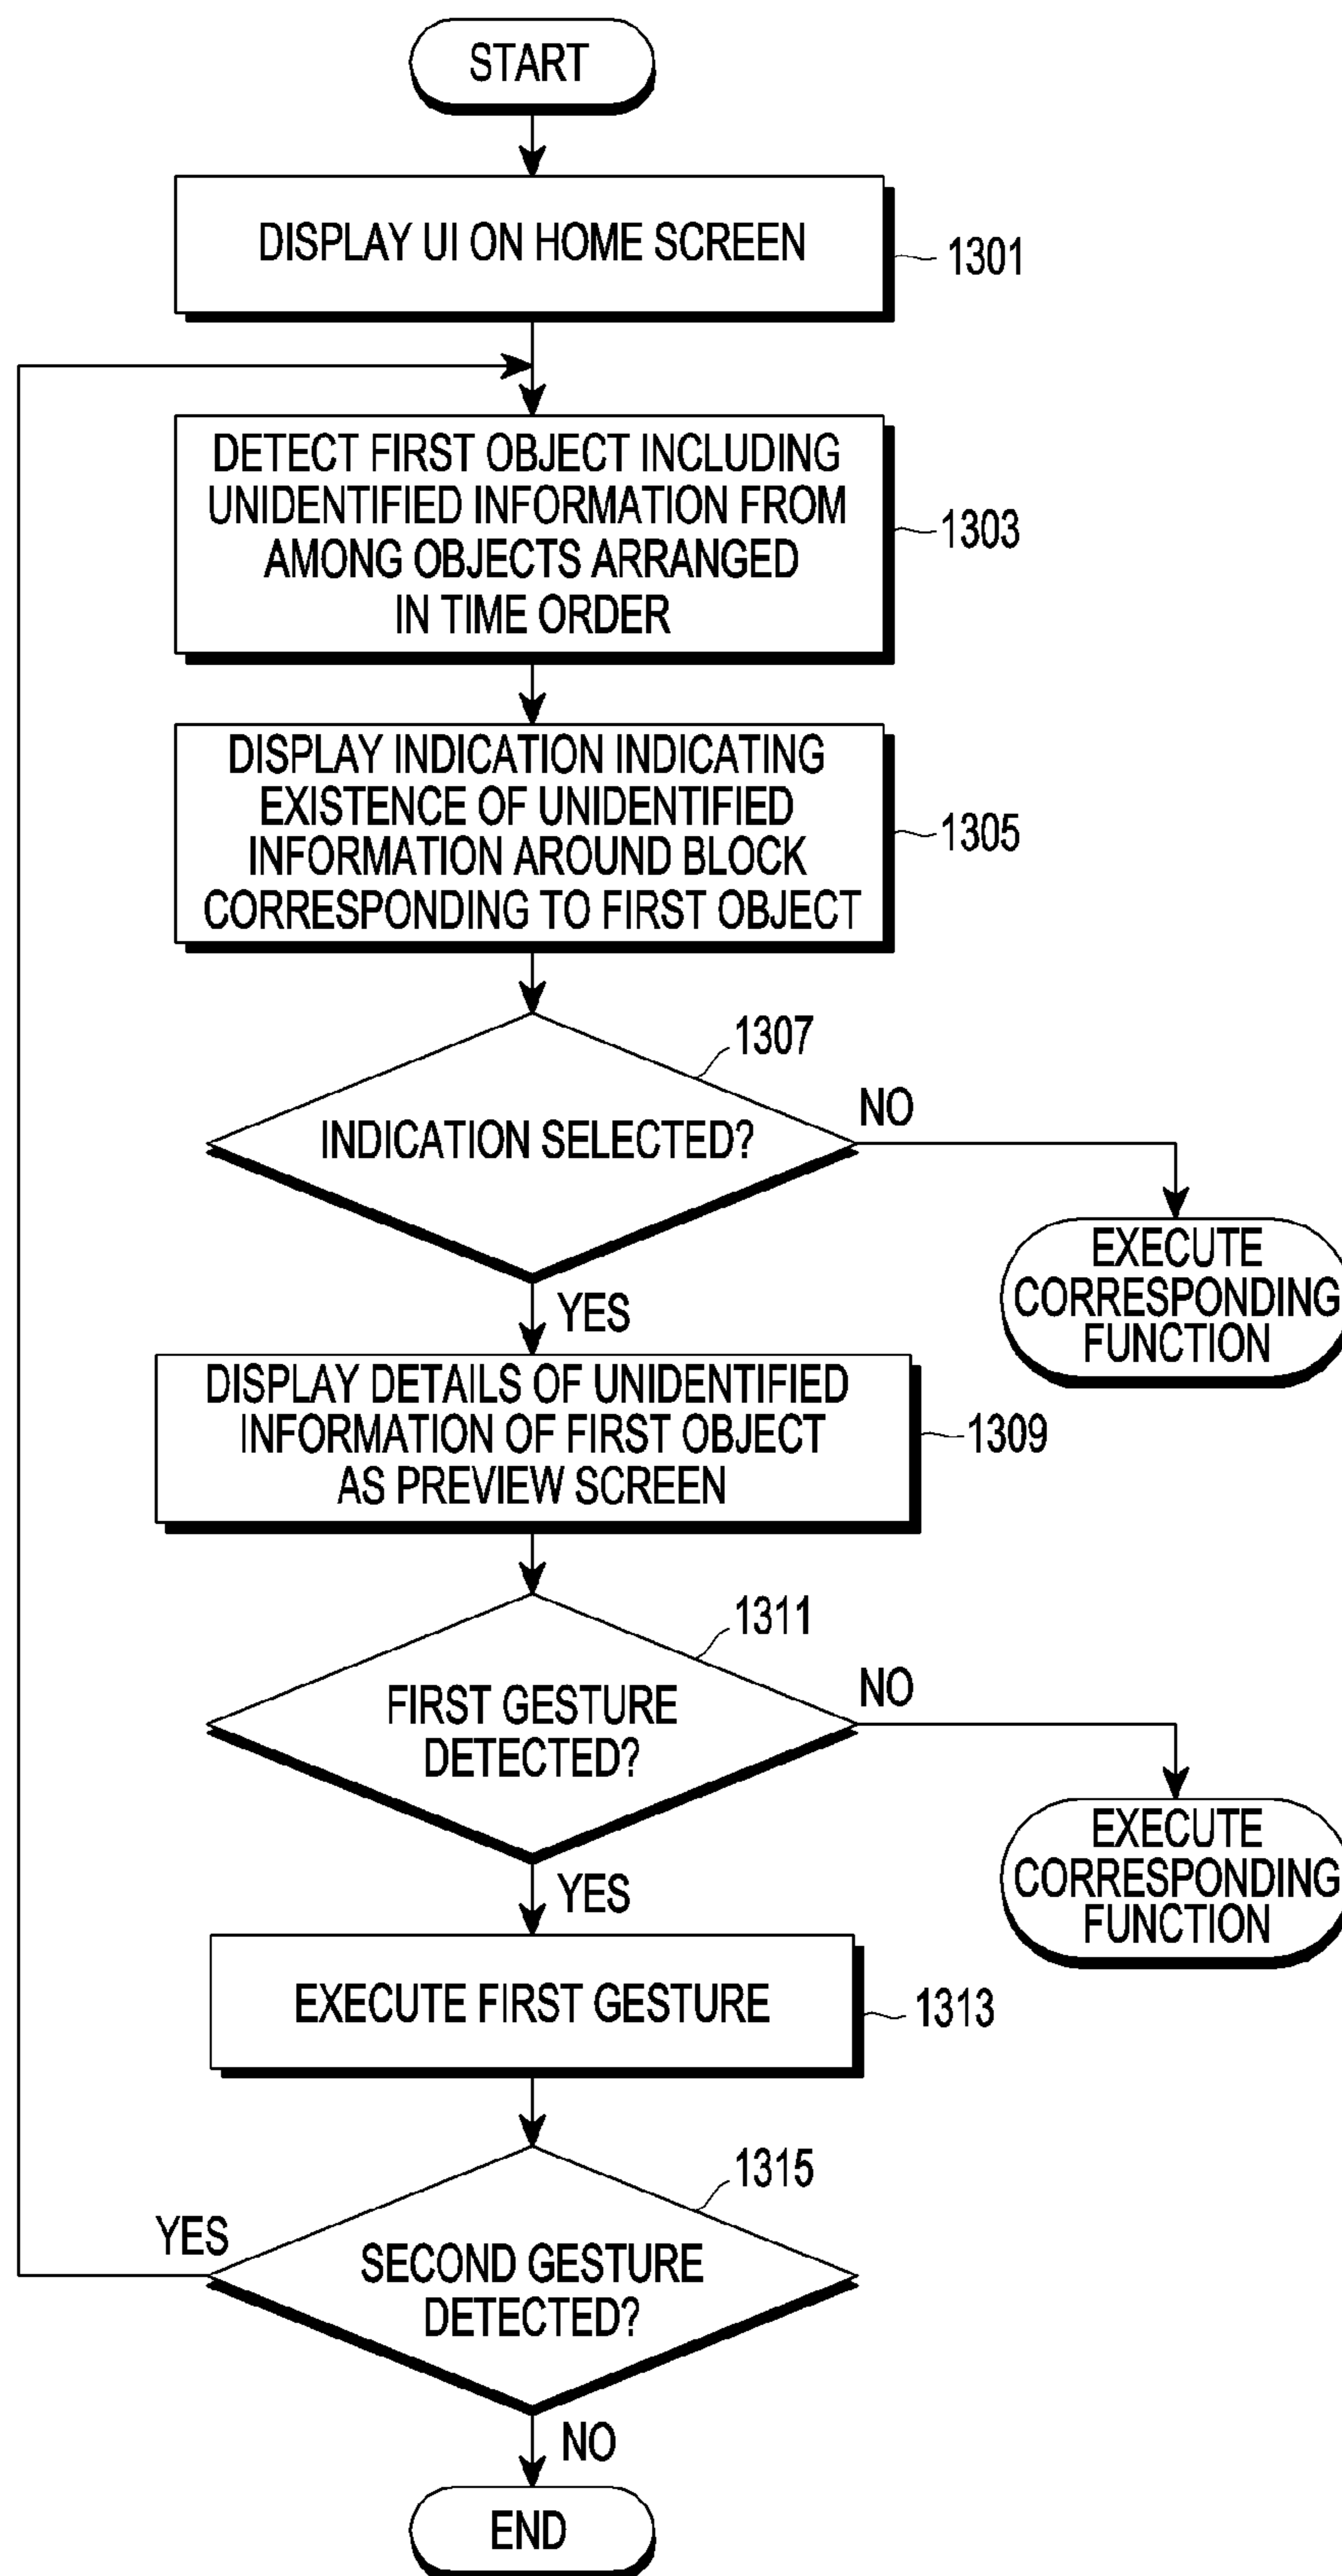 START
DISPLAY UI ON HOME SCREEN
1301
DETECT FIRST OBJECT INCLUDING
UNIDENTIFIED INFORMATION FROM
AMONG OBJECTS ARRANGED
IN TIME ORDER
1303
DISPLAY INDICATION INDICATING
EXISTENCE OF UNIDENTIFIED
INFORMATION AROUND BLOCK
CORRESPONDING TO FIRST OBJECT
1305
1307
INDICATION SELECTED?
NO
EXECUTE
CORRESPONDING
FUNCTION
YES
DISPLAY DETAILS OF UNIDENTIFIED
INFORMATION OF FIRST OBJECT
AS PREVIEW SCREEN
1309
1311
FIRST GESTURE
DETECTED?
NO
EXECUTE
CORRESPONDING
FUNCTION
YES
EXECUTE FIRST GESTURE
1313
1315
YES
SECOND GESTURE
DETECTED?
NO
END